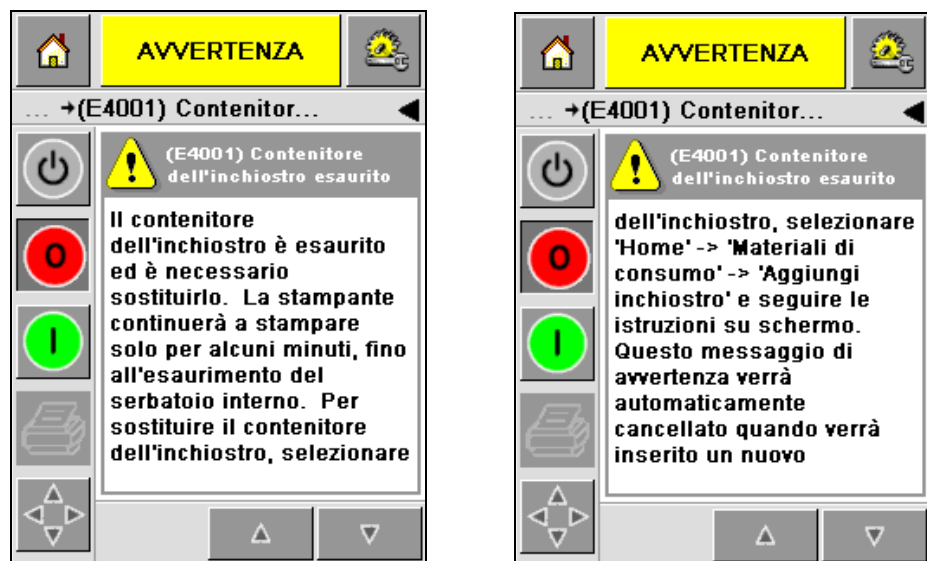 AVVERTENZA
... →(E4001) Contenitor...
(E4001) Contenitore
dell'inchiostro esaurito
Il contenitore
dell'inchiostro è esaurito
ed è necessario
sostituirlo.  La stampante
continuerà a stampare
solo per alcuni minuti, fino
all'esaurimento del
serbatoio interno.  Per
sostituire il contenitore
dell'inchiostro, selezionare
O
I
AVVERTENZA
... →(E4001) Contenitor...
(E4001) Contenitore
dell'inchiostro esaurito
dell'inchiostro, selezionare
'Home' -> 'Materiali di
consumo' -> 'Aggiungi
inchiostro' e seguire le
istruzioni su schermo.
Questo messaggio di
avvertenza verrà
automaticamente
cancellato quando verrà
inserito un nuovo
O
I